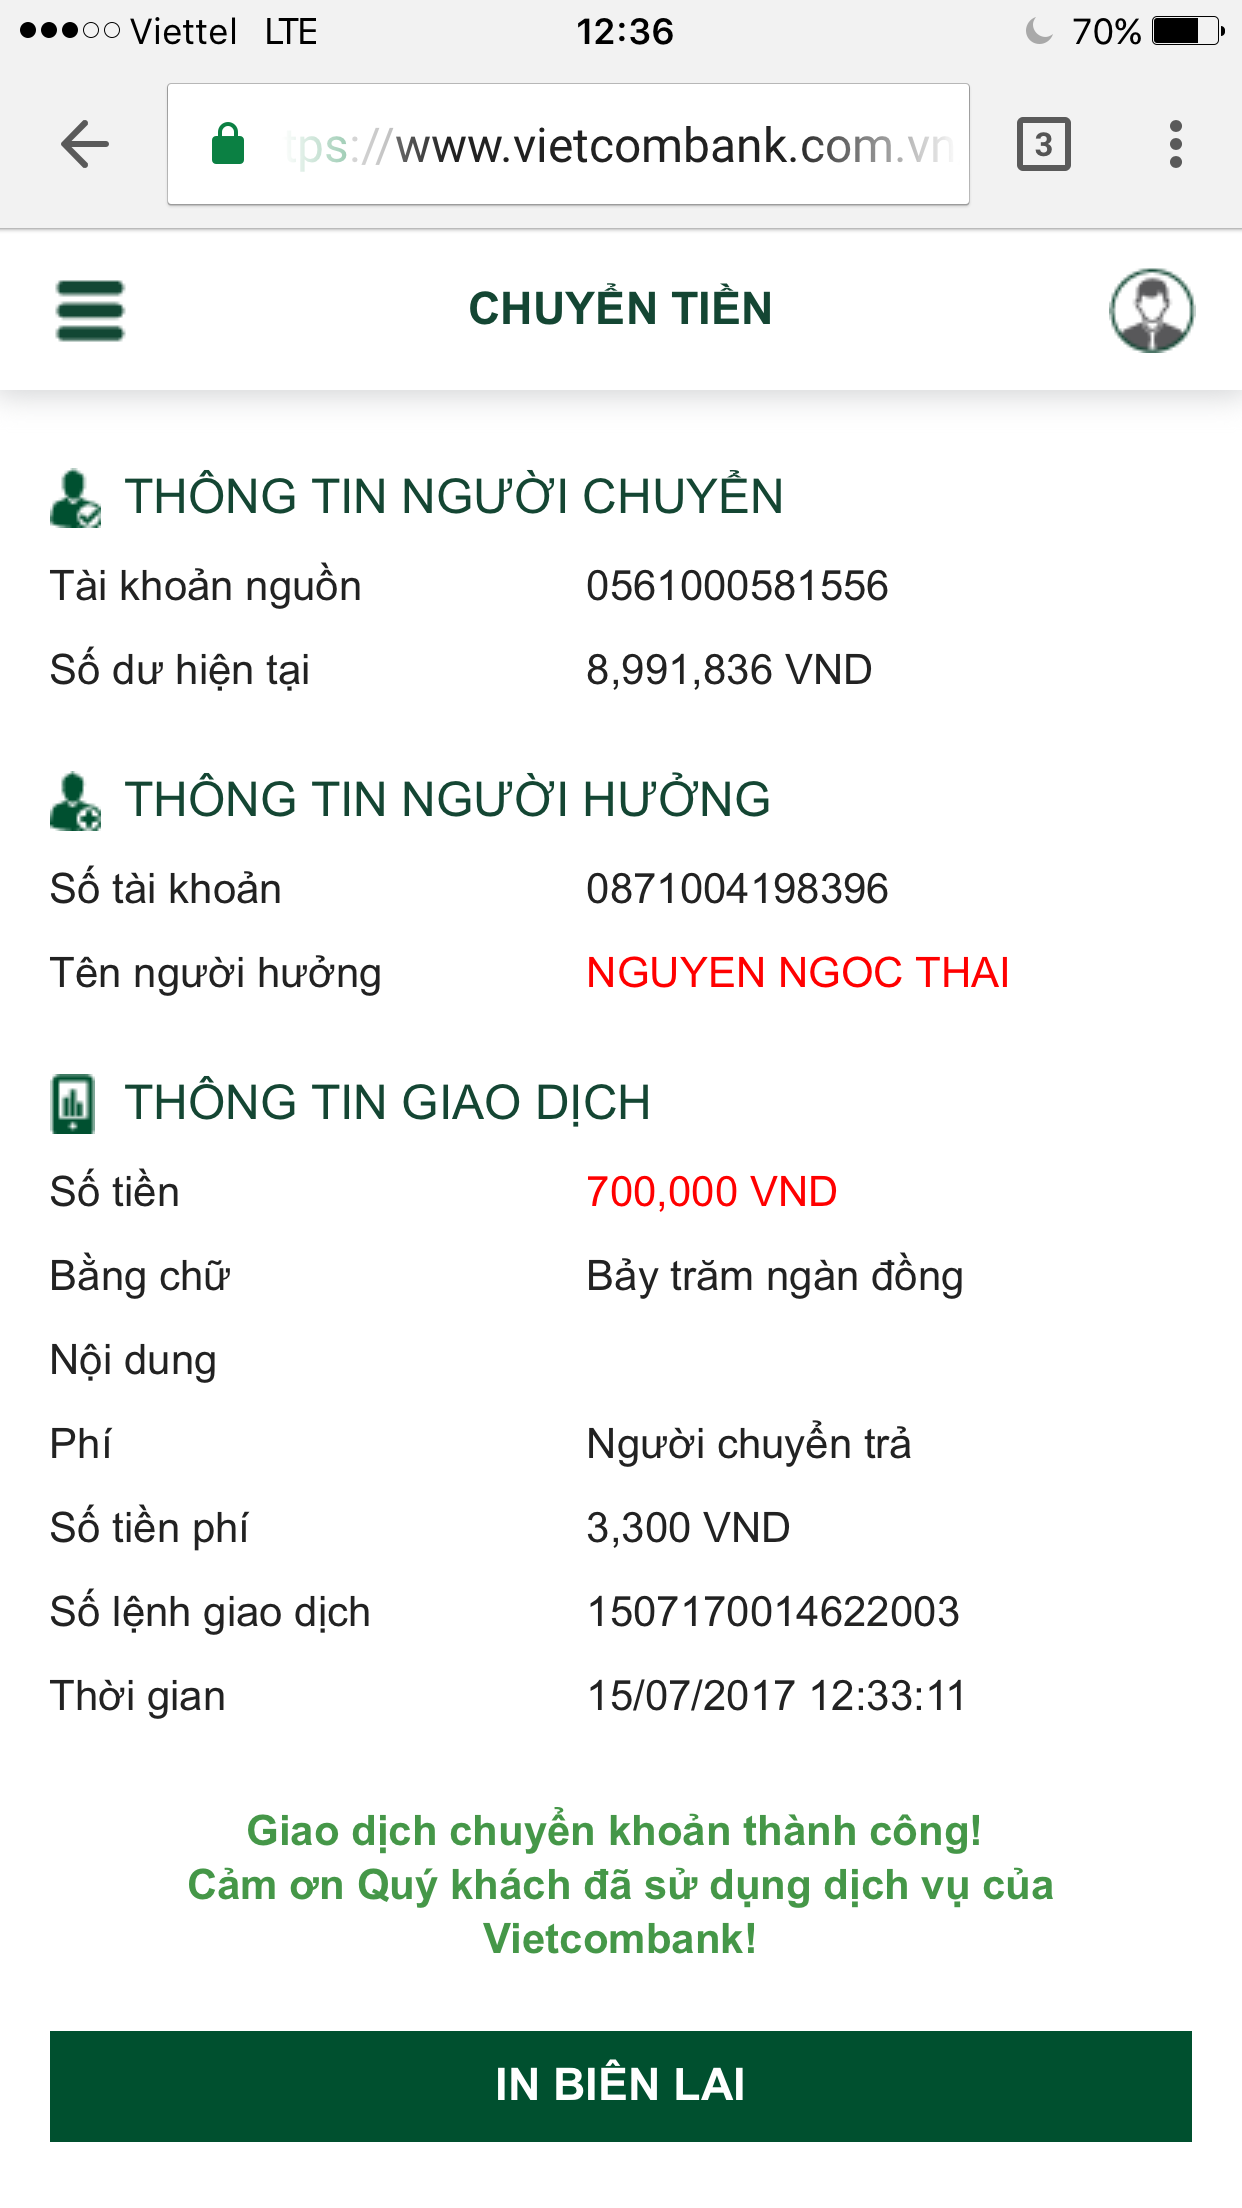 Viettel LTE 12:36 70%
tps://www.vietcombank.com.vn 3
CHUYỂN TIỀN
THÔNG TIN NGƯỜI CHUYỂN
Tài khoản nguồn 0561000581556
Số dư hiện tại 8,991,836 VND
THÔNG TIN NGƯỜI HƯỞNG
Số tài khoản 0871004198396
Tên người hưởng NGUYEN NGOC THAI
THÔNG TIN GIAO DỊCH
Số tiền 700,000 VND
Bằng chữ Bảy trăm ngàn đồng
Nội dung
Phí Người chuyển trả
Số tiền phí 3,300 VND
Số lệnh giao dịch 1507170014622003
Thời gian 15/07/2017 12:33:11
Giao dịch chuyển khoản thành công!
Cảm ơn Quý khách đã sử dụng dịch vụ của
Vietcombank!
IN BIÊN LAI